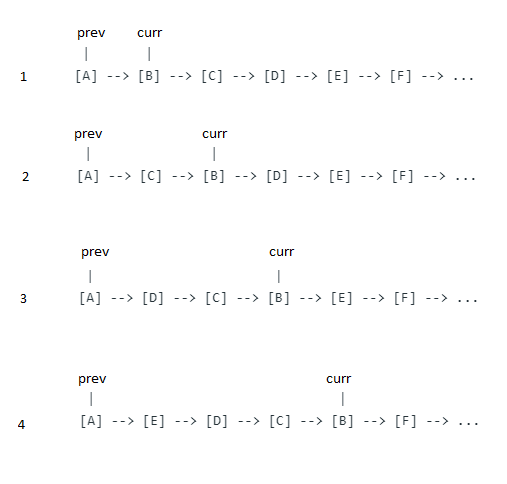 prev curr
| |
1 [A] --> [B] --> [C] --> [D] --> [E] --> [F] --> ...
prev curr
| |
2 [A] --> [C] --> [B] --> [D] --> [E] --> [F] --> ...
prev curr
| |
3 [A] --> [D] --> [C] --> [B] --> [E] --> [F] --> ...
prev curr
| |
4 [A] --> [E] --> [D] --> [C] --> [B] --> [F] --> ...